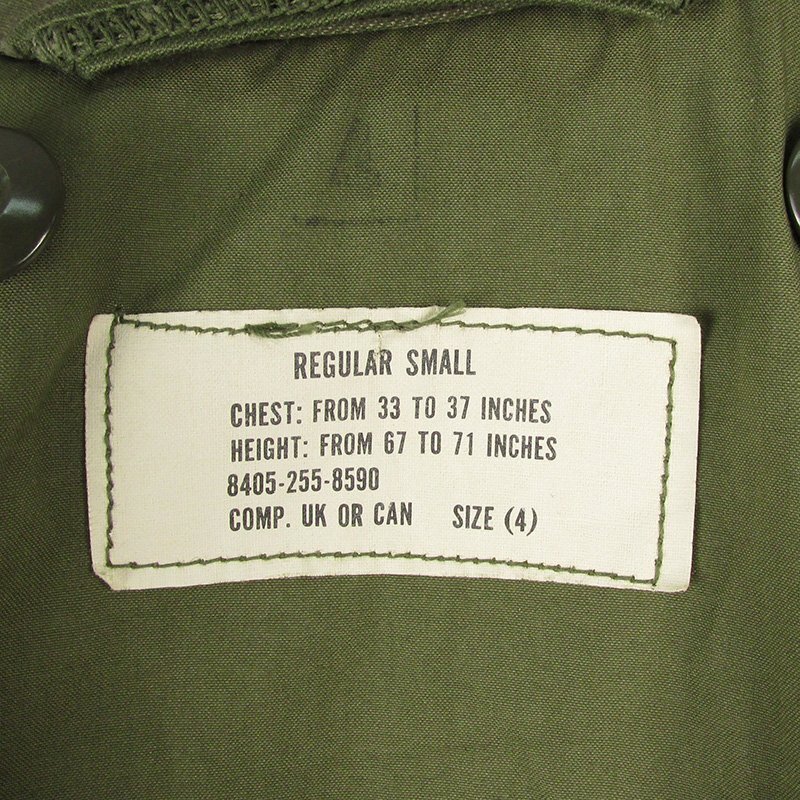 A
REGULAR SMALL
CHEST: FROM 33 TO 37 INCHES
HEIGHT: FROM 67 TO 71 INCHES
8405-255-8590
COMP. UK OR CAN SIZE (4)